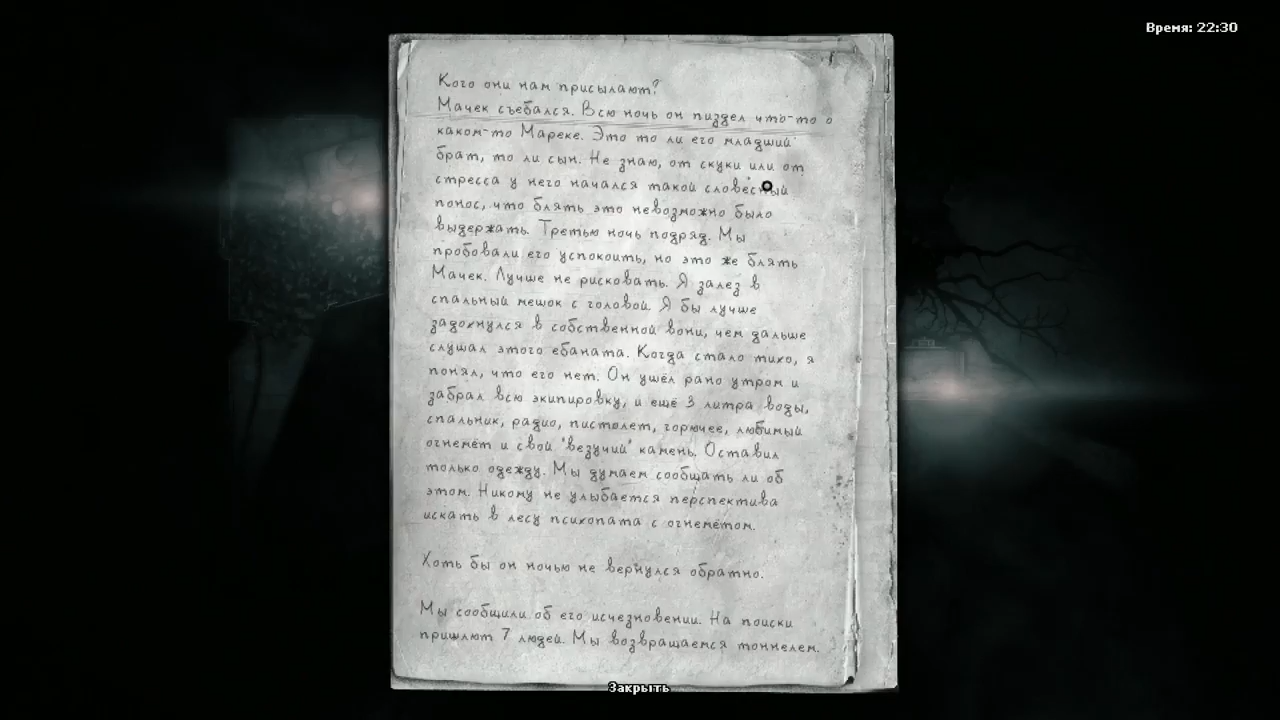 Время: 22:30
Кого они нам присылают?
Мачек съебался. Всю ночь он пиздел что-то о
каком-то Мареке. Это то ли его младший
брат, то ли сын. Не знаю, от скуки или от
стресса у него начался такой словесный
понос, что блять это невозможно было
выдержать. Третью ночь подряд. Мы
пробовали его успокоить, но это же блять
Мачек. Лучше не рисковать. Я залез в
спальный мешок с головой. Я бы лучше
задохнулся в собственной вони, чем дальше
слушал этого ебаната. Когда стало тихо, я
понял, что его нет. Он ушёл рано утром и
забрал всю экипировку, и ещё 3 литра воды,
спальник, радио, пистолет, горючее, любимый
огнемёт и свой "везучий" камень. Оставил
только одежду. Мы думаем сообщать ли об
этом. Никому не улыбается перспектива
искать в лесу психопата с огнемётом.
Хоть бы он ночью не вернулся обратно.
Мы сообщили об его исчезновении. На поиски
пришлют 7 людей. Мы возвращаемся тоннелем.
Закрыть